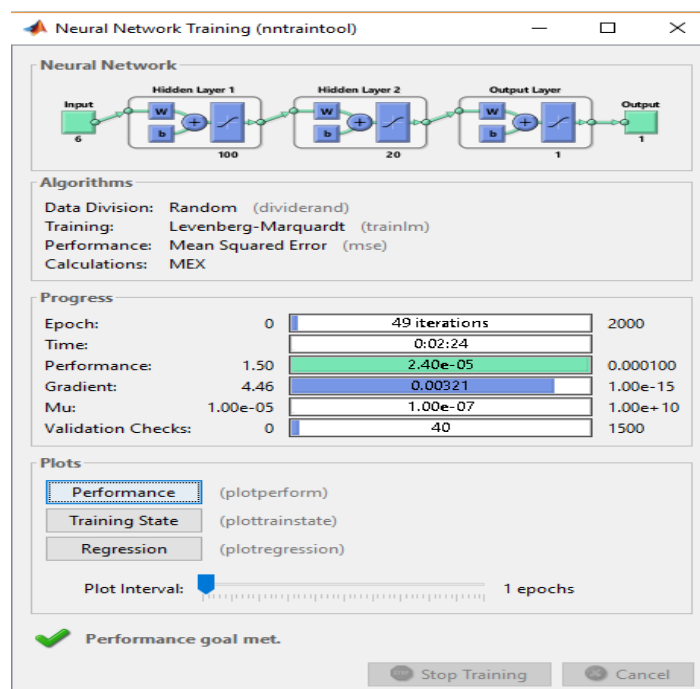 Neural Network Training (nntraintool)
Neural Network
Hidden Layer 1 Hidden Layer 2 Output Layer
Input Output
W W W
b b b
6 1
100 20 1
Algorithms
Data Division: Random (dividerand)
Training: Levenberg-Marquardt (trainlm)
Performance: Mean Squared Error (mse)
Calculations: MEX
Progress
Epoch: 0 49 iterations 2000
Time: 0:02:24
Performance: 1.50 2.40e-05 0.000100
Gradient: 4.46 0.00321 1.00e-15
Mu: 1.00e-05 1.00e-07 1.00e+10
Validation Checks: 0 40 1500
Plots
Performance (plotperform)
Training State (plottrainstate)
Regression (plotregression)
Plot Interval: 1 epochs
Performance goal met.
Stop Training Cancel